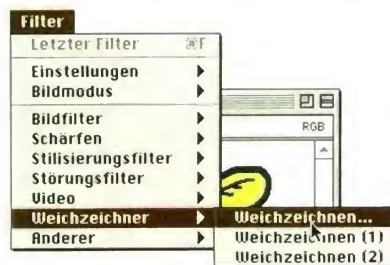 Filter
Letzter Filter ⌘F
Einstellungen
Bildmodus
Bildfilter
Schärfen
Stilisierungsfilter
Störungsfilter
Video
Weichzeichner
Anderer
RGB
Weichzeichnen...
Weichzeichnen (1)
Weichzeichnen (2)